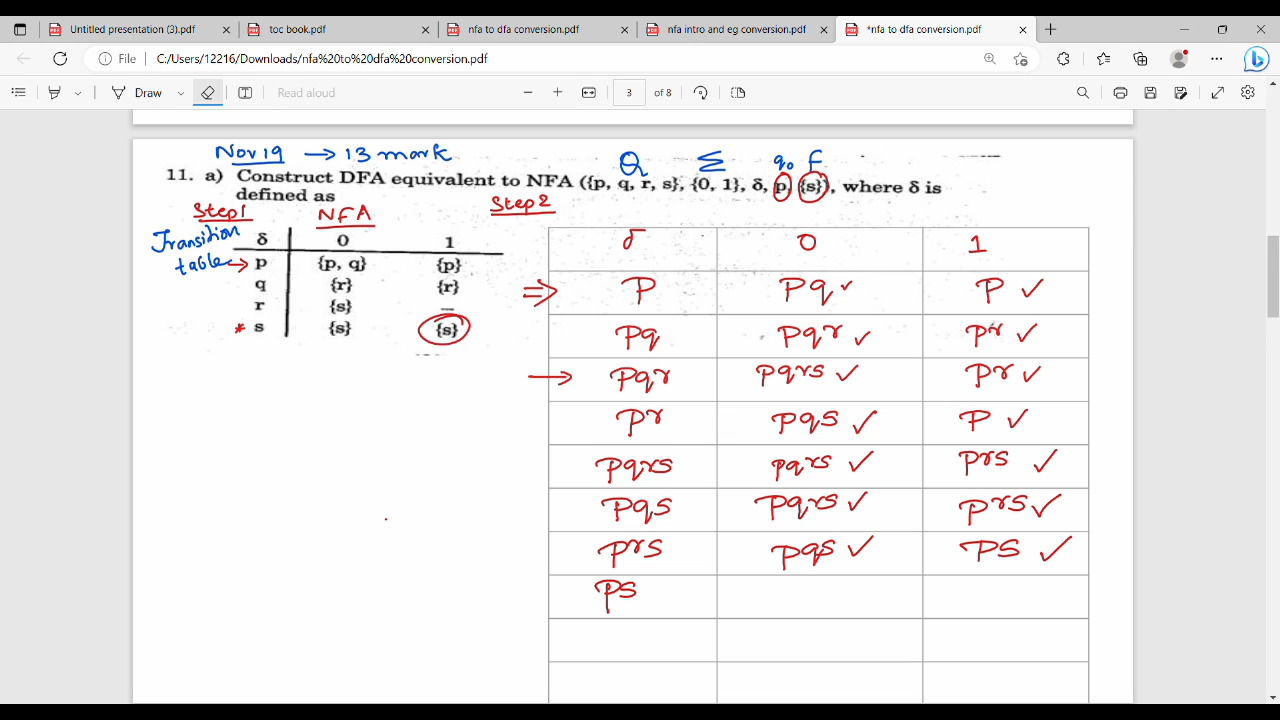 Untitled presentation (3).pdf
toc book.pdf
nfa to dfa conversion.pdf
nfa intro and eg conversion.pdf
*nfa to dfa conversion.pdf
File C:/Users/12216/Downloads/nfa%20to%20dfa%20conversion.pdf
Draw Read aloud 3 of 8
Nov 19 → 13 mark
Q Σ q₀ F
11. a) Construct DFA equivalent to NFA ({p, q, r, s}, {0, 1}, δ, p, {s}), where δ is
defined as
Step1 NFA Step2
Transition
table →
δ 0 1
p {p, q} {p}
q {r} {r}
r {s} —
* s {s} {s}
δ 0 1
⇒ P Pq ✓ P ✓
Pq Pqr ✓ Pr ✓
→ Pqr Pqrs ✓ Pr ✓
Pr Pqs ✓ P ✓
Pqrs pqrs ✓ Prs ✓
Pqs Pqrs ✓ Prs ✓
Prs Pqs ✓ Ps ✓
Ps